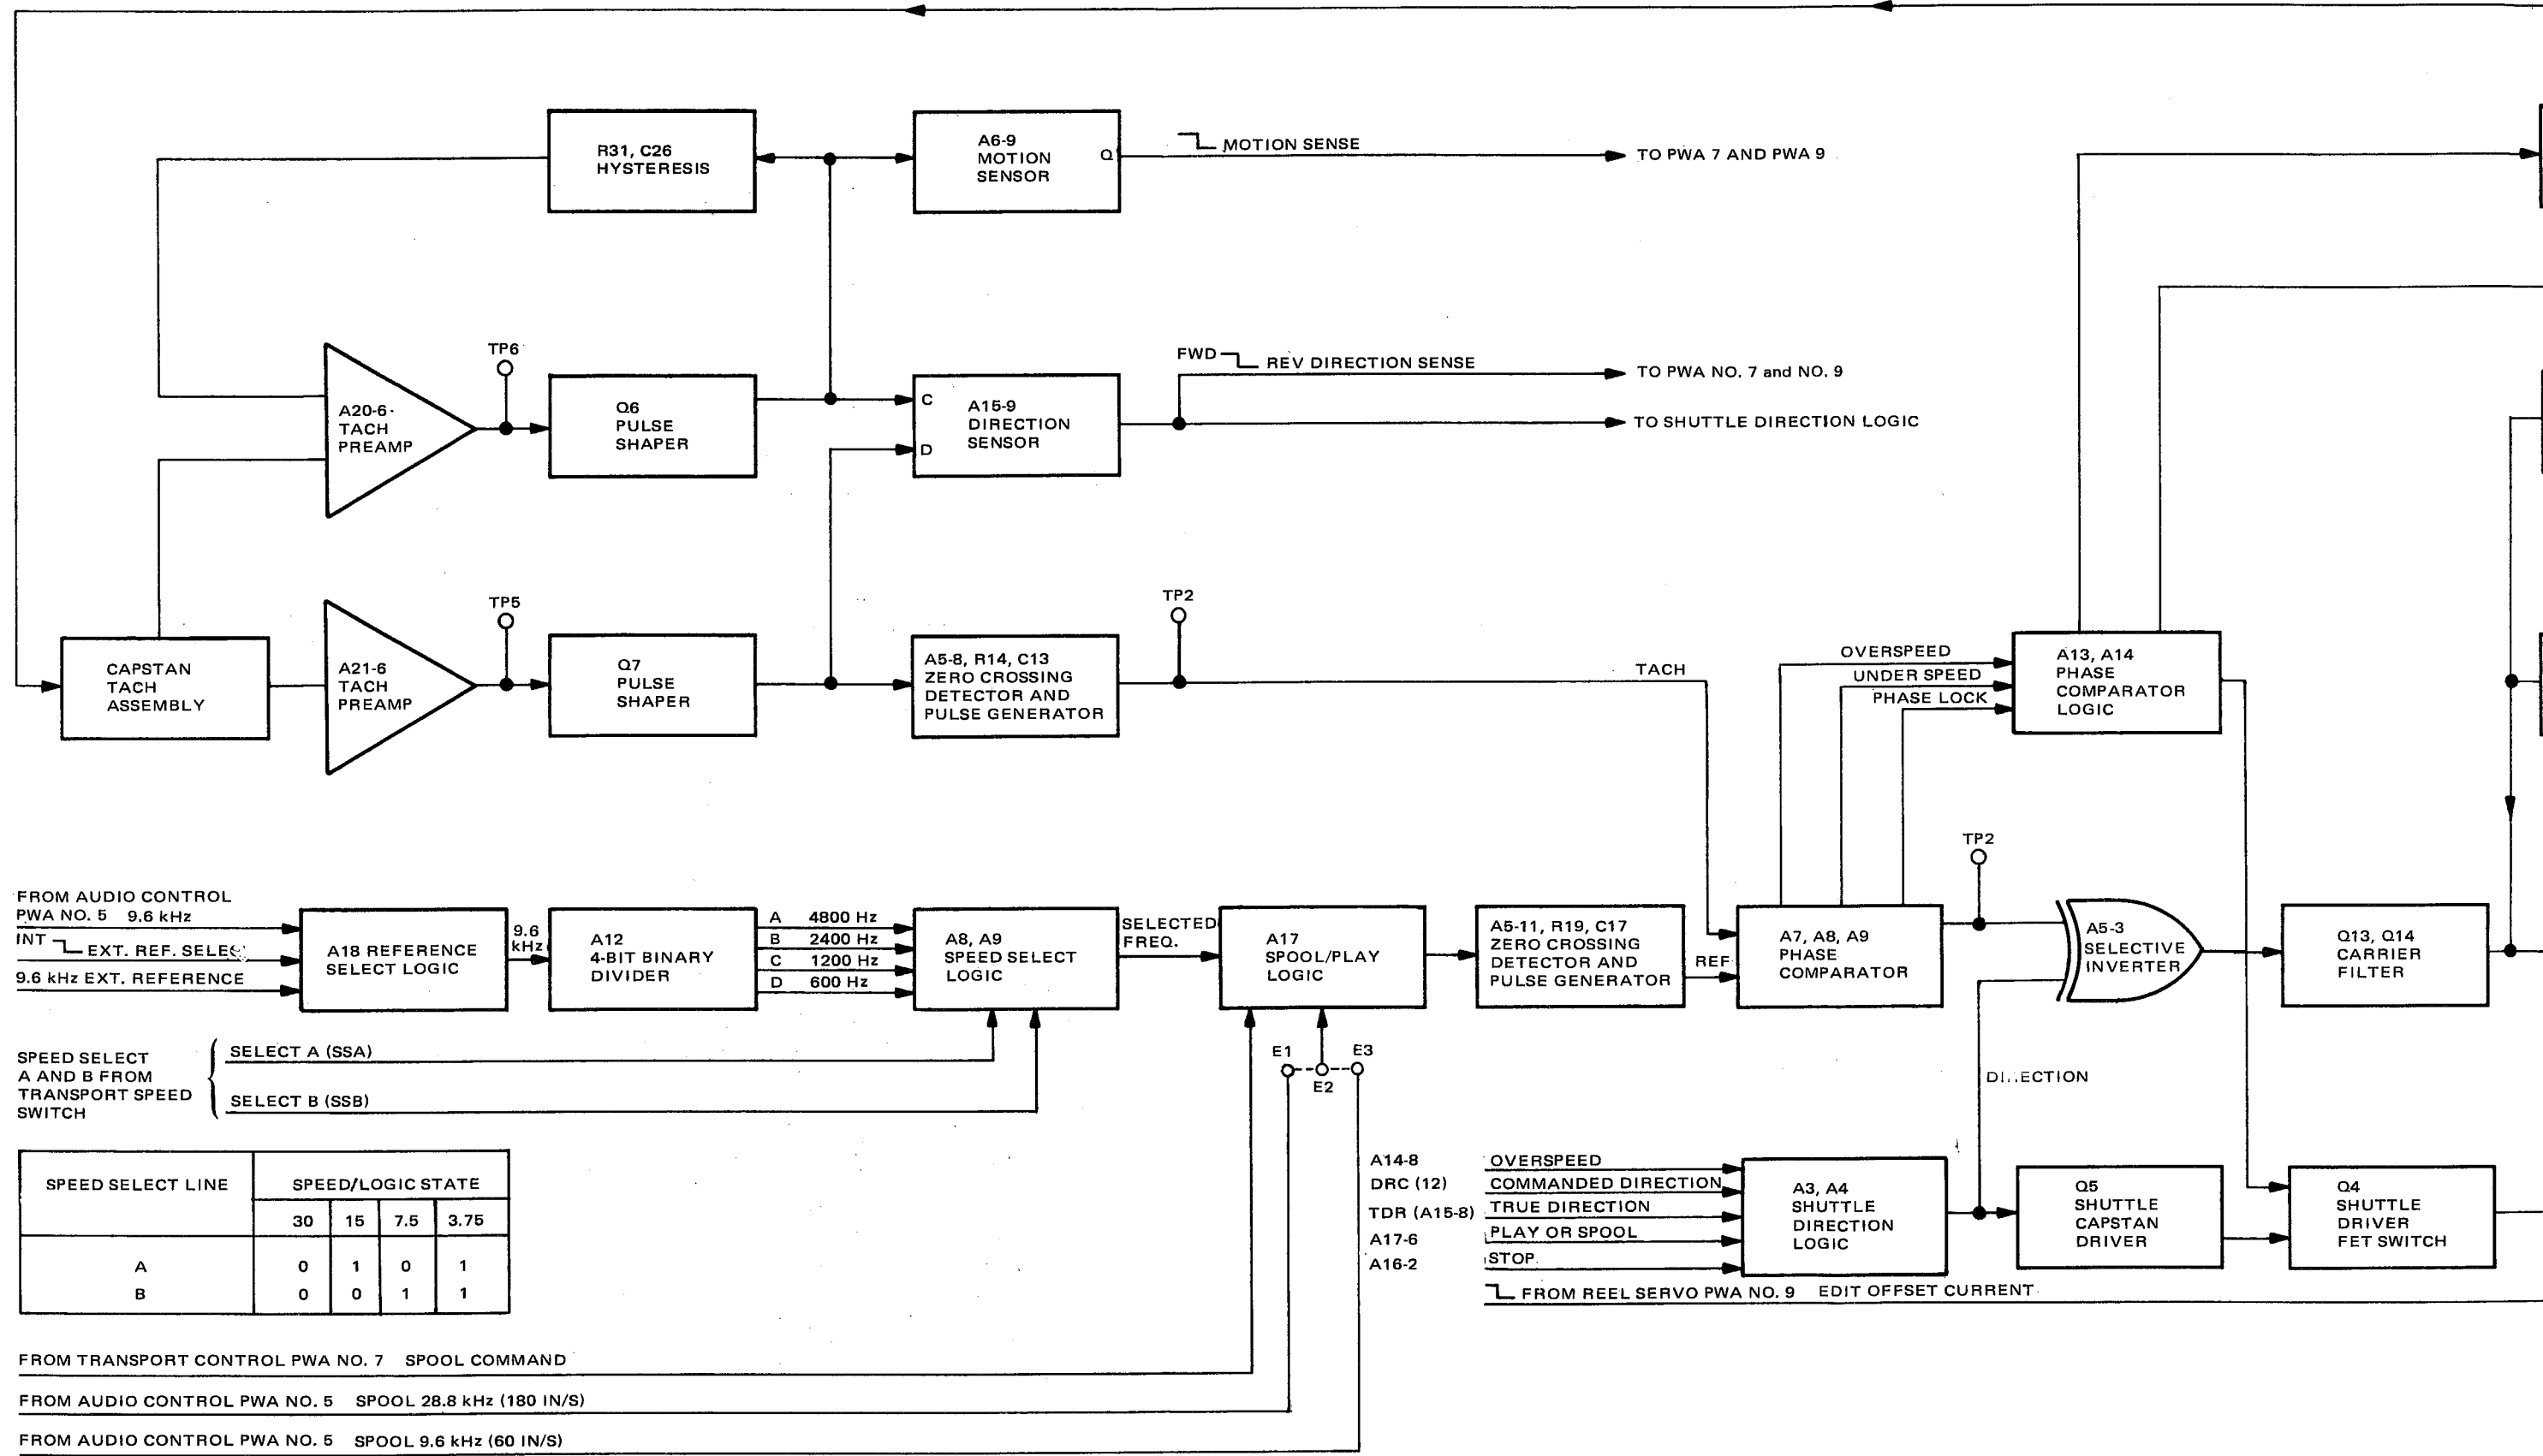 R31, C26
HYSTERESIS
A6-9
MOTION
SENSOR
Q
MOTION SENSE
TO PWA 7 AND PWA 9
A20-6
TACH
PREAMP
TP6
Q6
PULSE
SHAPER
C
D
A15-9
DIRECTION
SENSOR
FWD
REV DIRECTION SENSE
TO PWA NO. 7 and NO. 9
TO SHUTTLE DIRECTION LOGIC
CAPSTAN
TACH
ASSEMBLY
A21-6
TACH
PREAMP
TP5
Q7
PULSE
SHAPER
A5-8, R14, C13
ZERO CROSSING
DETECTOR AND
PULSE GENERATOR
TP2
TACH
OVERSPEED
UNDER SPEED
PHASE LOCK
A13, A14
PHASE
COMPARATOR
LOGIC
FROM AUDIO CONTROL
PWA NO. 5 9.6 kHz
INT
EXT. REF.
9.6 kHz EXT. REFERENCE
A18 REFERENCE
SELECT LOGIC
9.6
kHz
A12
4-BIT BINARY
DIVIDER
A 4800 Hz
B 2400 Hz
C 1200 Hz
D 600 Hz
A8, A9
SPEED SELECT
LOGIC
SELECTED
FREQ.
A17
SPOOL/PLAY
LOGIC
A5-11, R19, C17
ZERO CROSSING
DETECTOR AND
PULSE GENERATOR
REF
A7, A8, A9
PHASE
COMPARATOR
TP2
A5-3
SELECTIVE
INVERTER
Q13, Q14
CARRIER
FILTER
SPEED SELECT
A AND B FROM
TRANSPORT SPEED
SWITCH
SELECT A (SSA)
SELECT B (SSB)
E1
E2
E3
SPEED SELECT LINE
SPEED/LOGIC STATE
30 15 7.5 3.75
A 0 1 0 1
B 0 0 1 1
A14-8 OVERSPEED
DRC (12) COMMANDED DIRECTION
TDR (A15-8) TRUE DIRECTION
A17-6 PLAY OR SPOOL
A16-2 STOP
FROM REEL SERVO PWA NO. 9 EDIT OFFSET CURRENT
A3, A4
SHUTTLE
DIRECTION
LOGIC
Q5
SHUTTLE
CAPSTAN
DRIVER
Q4
SHUTTLE
DRIVER
FET SWITCH
FROM TRANSPORT CONTROL PWA NO. 7 SPOOL COMMAND
FROM AUDIO CONTROL PWA NO. 5 SPOOL 28.8 kHz (180 IN/S)
FROM AUDIO CONTROL PWA NO. 5 SPOOL 9.6 kHz (60 IN/S)